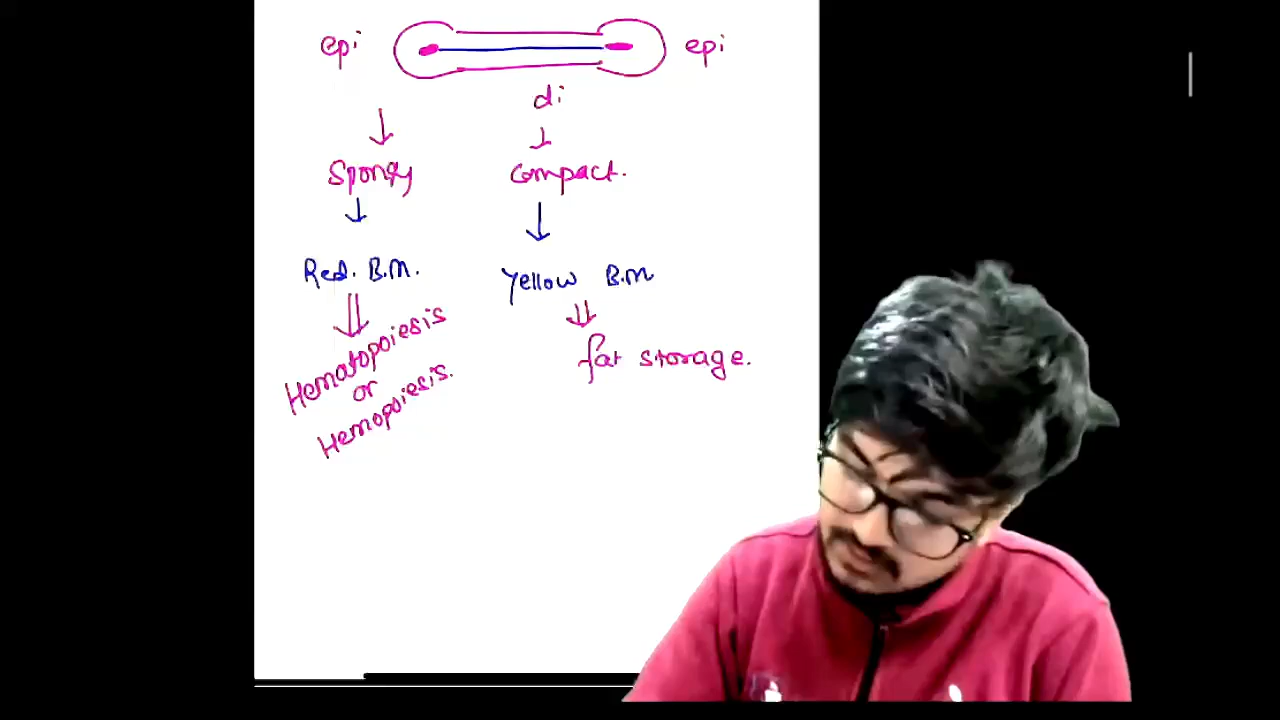 epi epi
di
Spongy compact.
Red. B.M. Yellow B.M
Hematopoiesis fat storage.
or
Hemopoiesis.